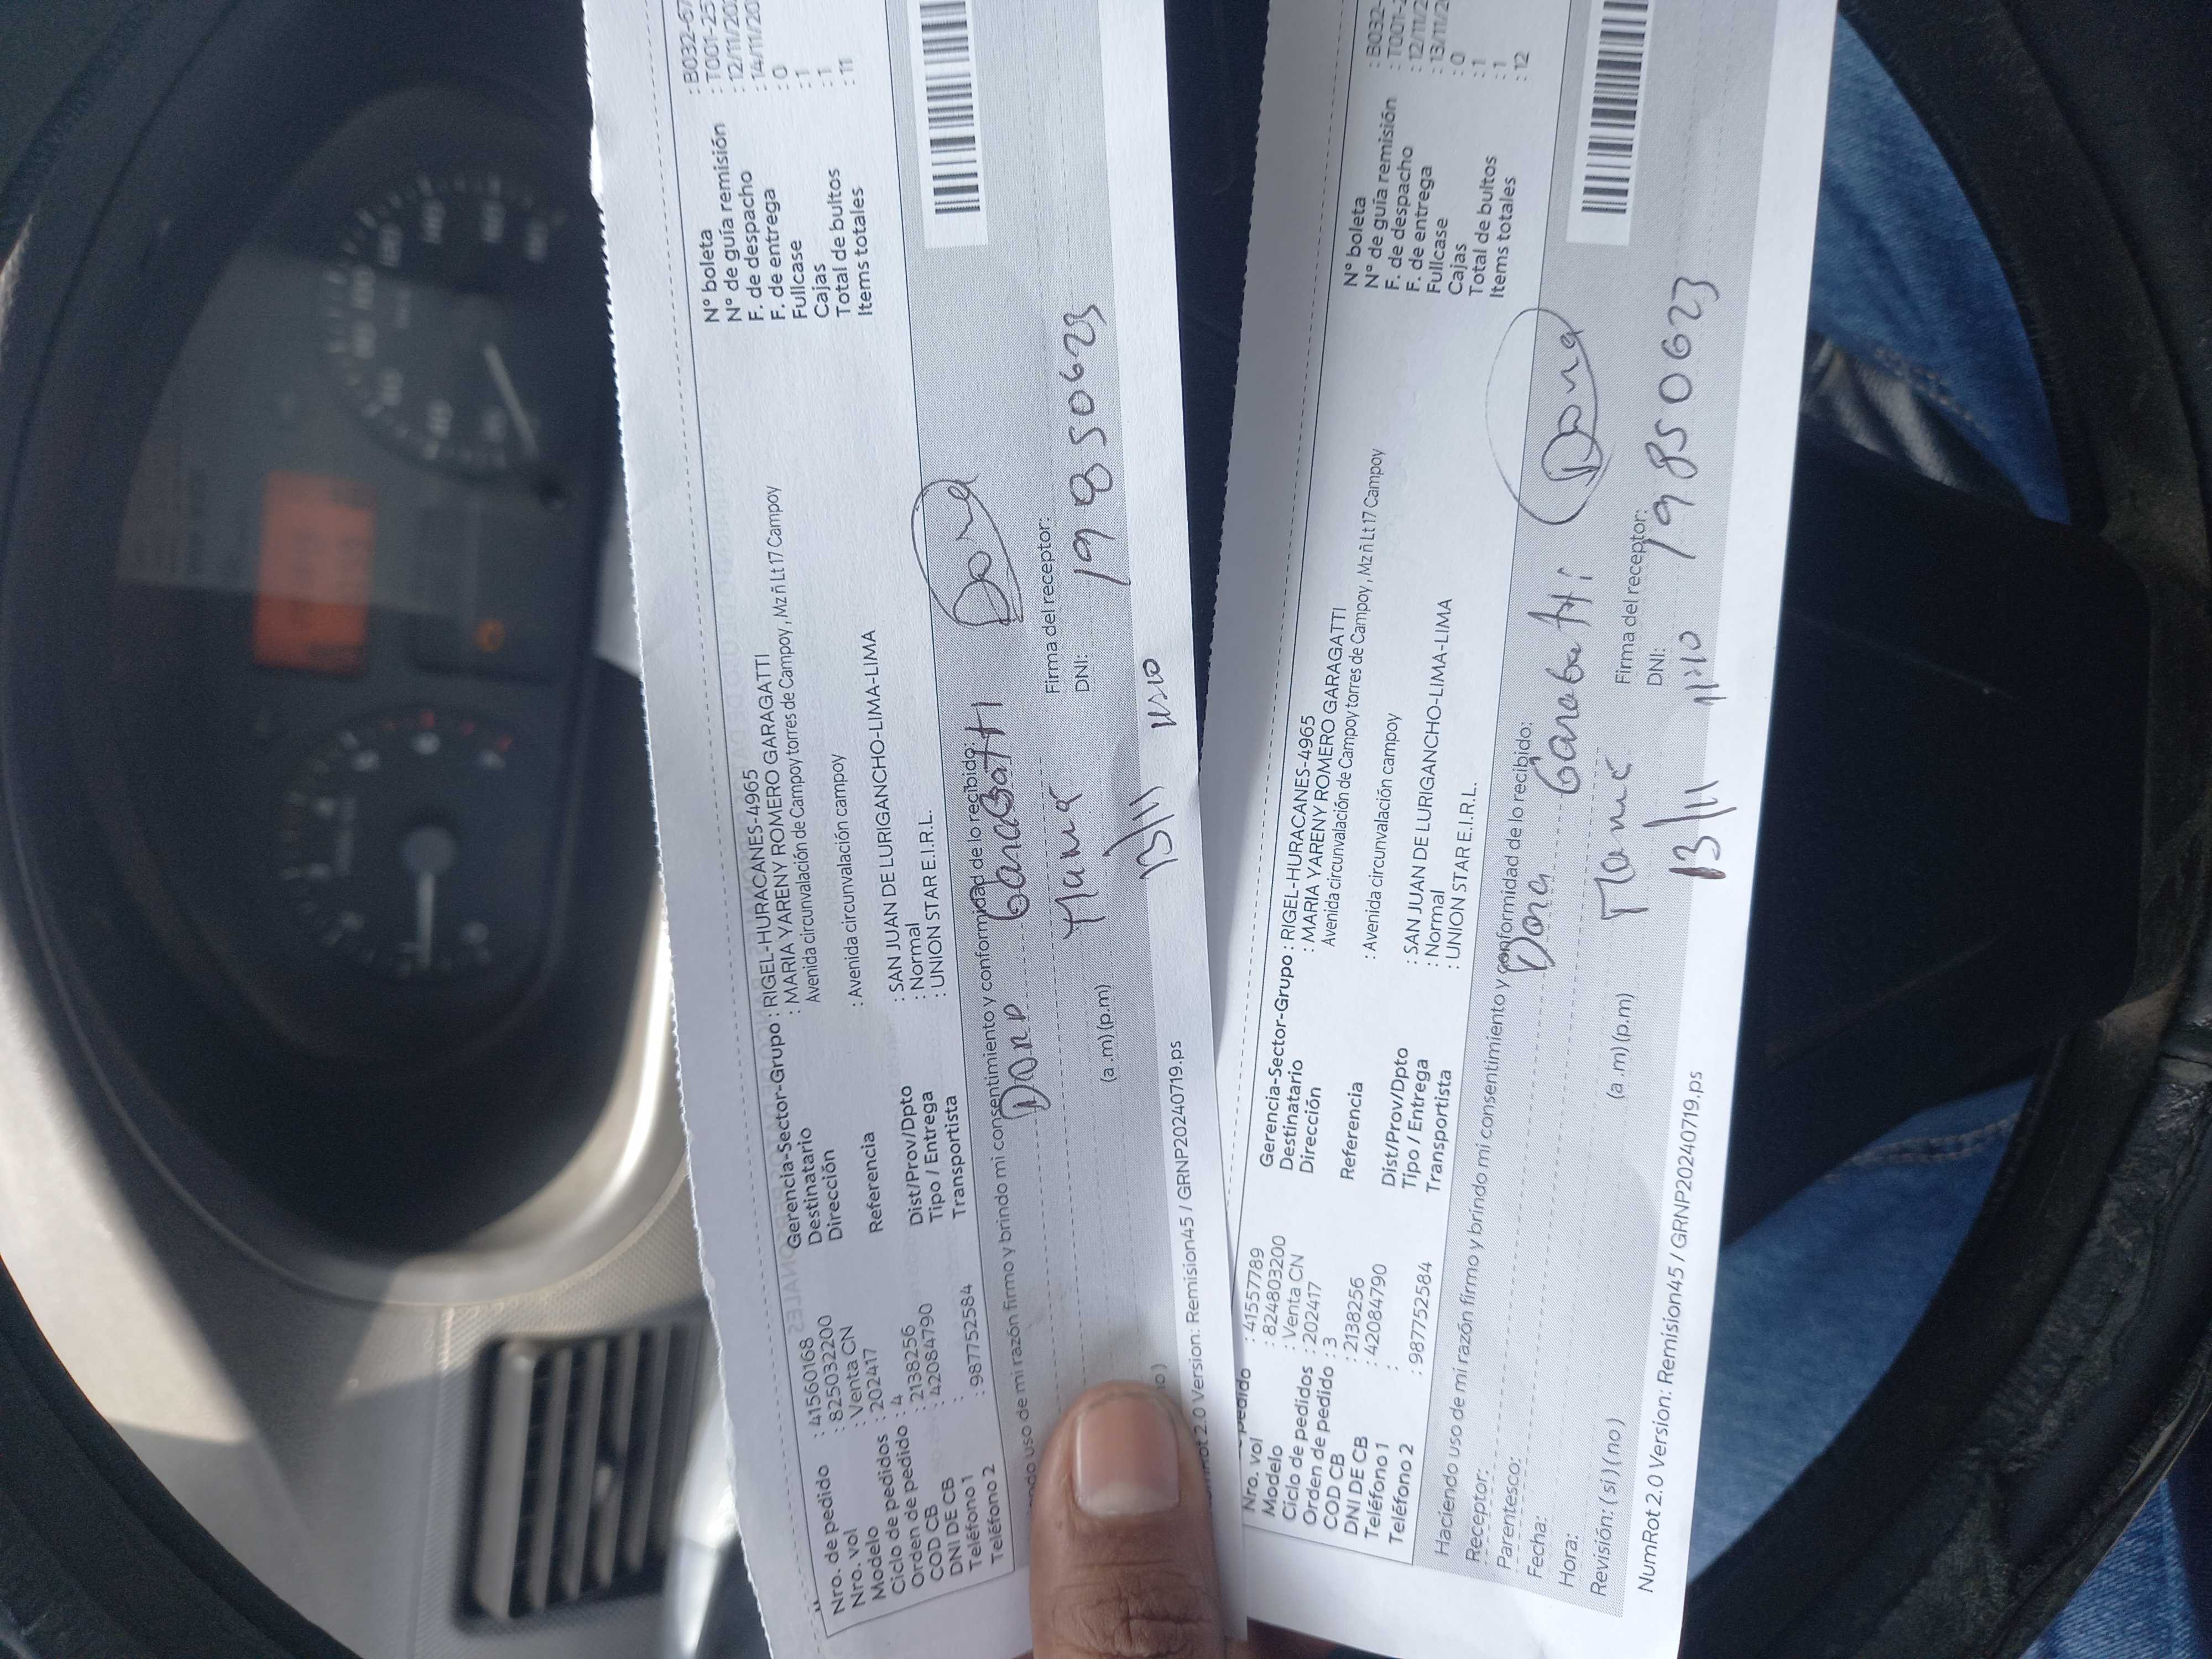 Nro. de pedido : 41560168
Nro. vol : 82503220​0
Modelo : Venta CN
Ciclo de pedidos : 202417
Orden de pedido : 4
COD CB : 2138256
DNI DE CB : 42084790
Teléfono 1 :
Teléfono 2 : 987752584
Gerencia-Sector-Grupo : RIGEL-HURACANES-4965
Destinatario : MARIA YARENY ROMERO GARAGATTI
Dirección Avenida circunvalación de Campoy torres de Campoy , Mz ñ Lt 17 Campoy
Referencia : Avenida circunvalación campoy
Dist/Prov/Dpto : SAN JUAN DE LURIGANCHO-LIMA-LIMA
Tipo / Entrega : Normal
Transportista : UNION STAR E.I.R.L.
N° boleta : B032-67
N° de guía remisión : T001-25
F. de despacho : 12/11/202
F. de entrega : 14/11/20
Fullcase : 0
Cajas : 1
Total de bultos : 1
Items totales : 11
uso de mi razón firmo y brindo mi consentimiento y conformidad de lo recibido:
Dora Garagatti Dora
Mamá
(a .m) (p.m)
Firma del receptor:
DNI: 19850623
13/11 11:10
2.0 Version: Remision45 / GRNP20240719.ps
pedido : 41557789
Nro. vol : 824803200
Modelo : Venta CN
Ciclo de pedidos : 202417
Orden de pedido : 3
COD CB : 2138256
DNI DE CB : 42084790
Teléfono 1 :
Teléfono 2 : 987752584
Gerencia-Sector-Grupo : RIGEL-HURACANES-4965
Destinatario : MARIA YARENY ROMERO GARAGATTI
Dirección Avenida circunvalación de Campoy torres de Campoy , Mz ñ Lt 17 Campoy
Referencia : Avenida circunvalación campoy
Dist/Prov/Dpto : SAN JUAN DE LURIGANCHO-LIMA-LIMA
Tipo / Entrega : Normal
Transportista : UNION STAR E.I.R.L.
N° boleta : B032-
N° de guía remisión : T001-2
F. de despacho : 12/11/2
F. de entrega : 13/11/20
Fullcase : 0
Cajas : 1
Total de bultos : 1
Items totales : 12
Haciendo uso de mi razón firmo y brindo mi consentimiento y conformidad de lo recibido:
Receptor: Dora Garagatti Dora
Parentesco: Mamá
Fecha:
Hora: (a .m) (p.m)
Firma del receptor:
DNI: 19850623
13/11 11:10
Revisión: ( si ) ( no )
NumRot 2.0 Version: Remision45 / GRNP20240719.ps